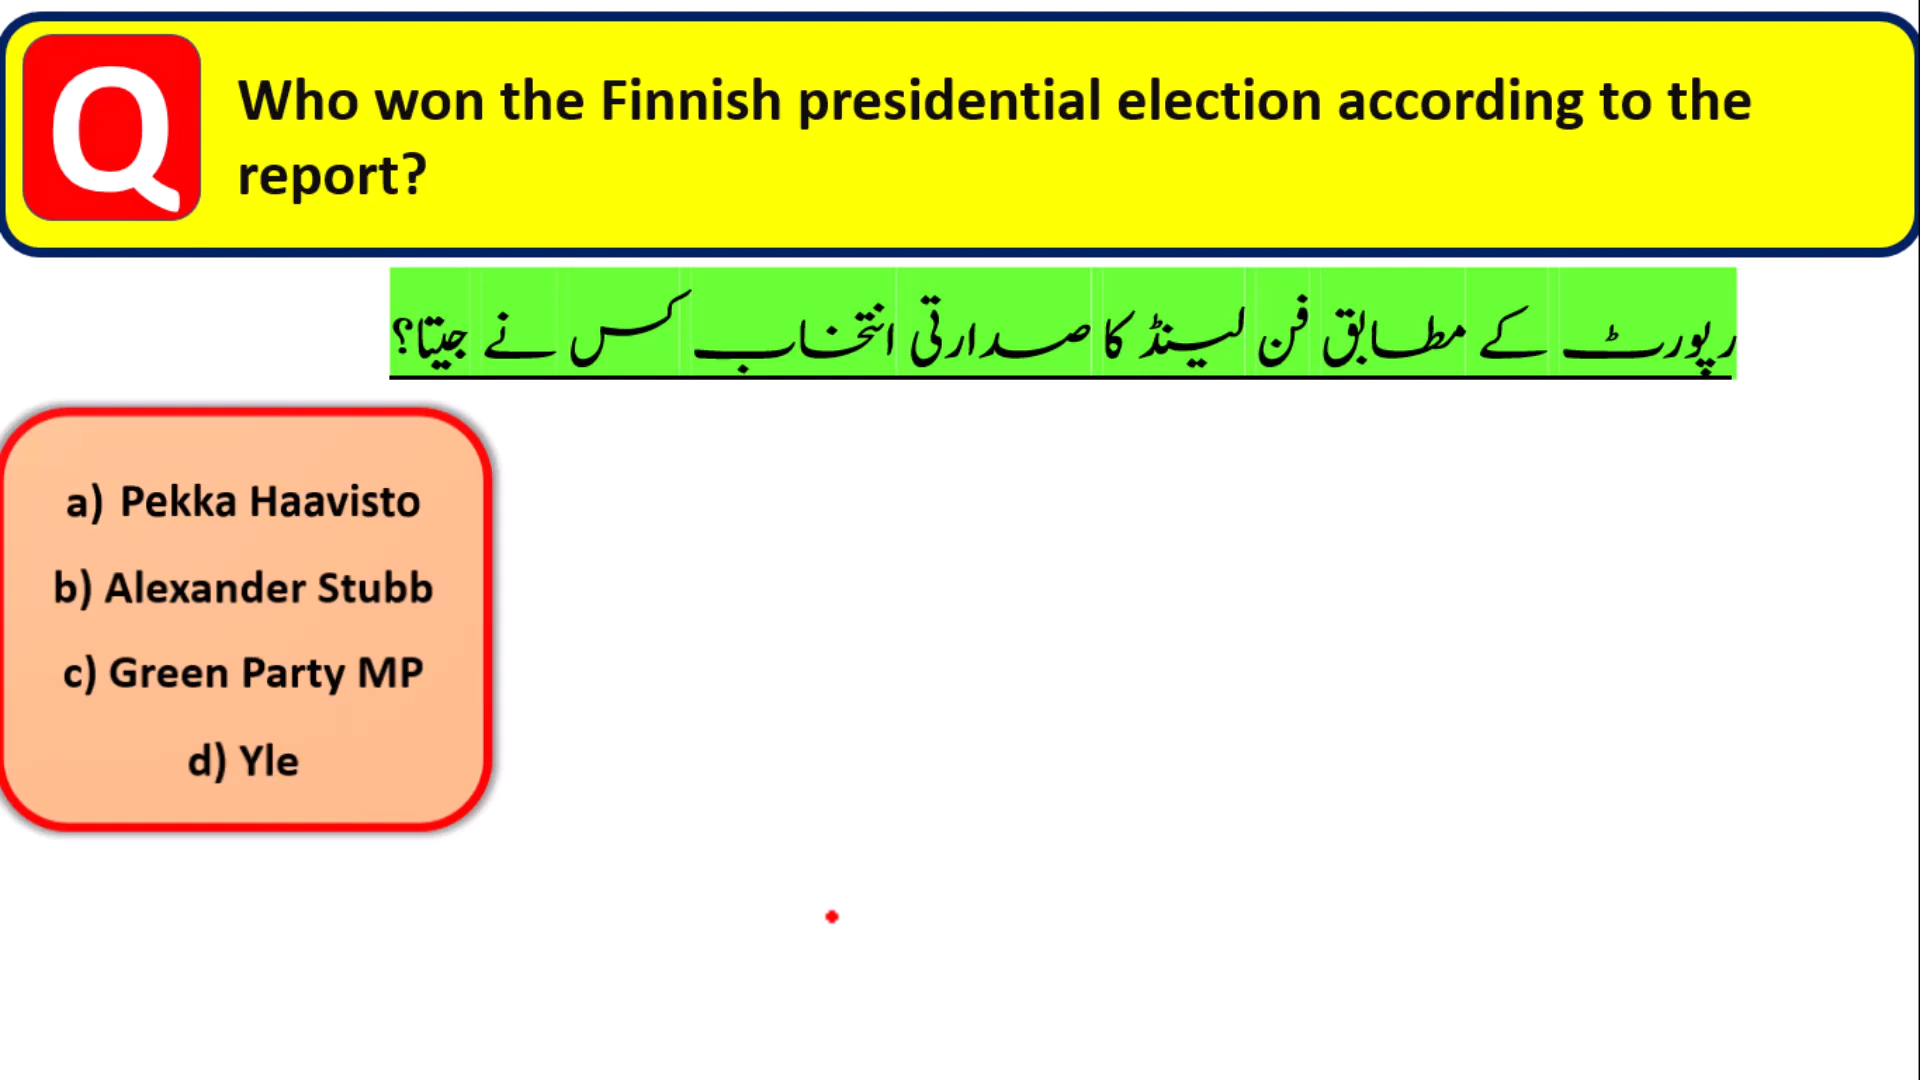 Q
Who won the Finnish presidential election according to the
report?
رپورٹ کے مطابق فن لینڈ کا صدارتی انتخاب کس نے جیتا؟
a) Pekka Haavisto
b) Alexander Stubb
c) Green Party MP
d) Yle